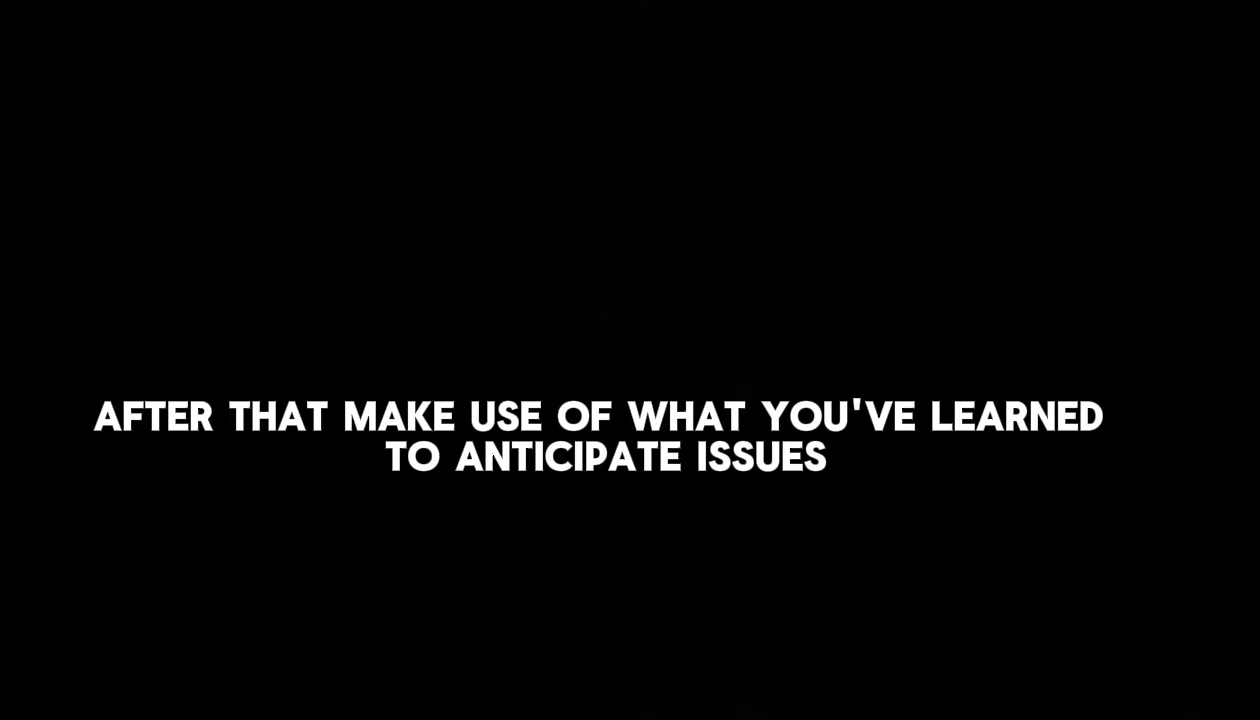 AFTER THAT MAKE USE OF WHAT YOU'VE LEARNED
TO ANTICIPATE ISSUES